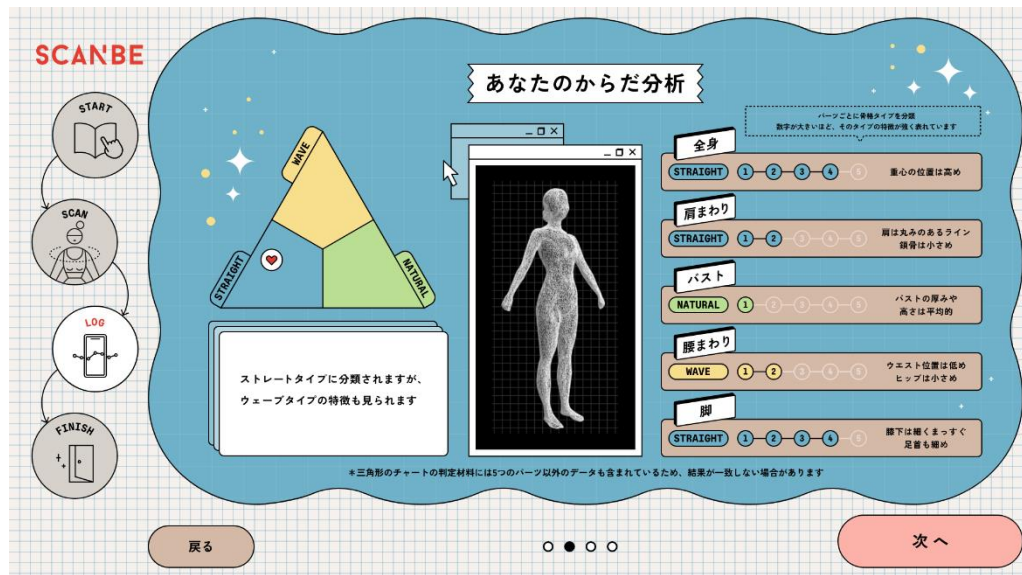 SCANBE
START
SCAN
LOG
FINISH
あなたのからだ分析
WAVE
STRAIGHT
NATURAL
ストレートタイプに分類されますが、
ウェーブタイプの特徴も見られます
パーツごとに骨格タイプを分類
数字が大きいほど、そのタイプの特徴が強く表れています
全身
STRAIGHT 1 2 3 4 5 重心の位置は高め
肩まわり
STRAIGHT 1 2 3 4 5 肩は丸みのあるライン
鎖骨は小さめ
バスト
NATURAL 1 2 3 4 5 バストの厚みや
高さは平均的
腰まわり
WAVE 1 2 3 4 5 ウエスト位置は低め
ヒップは小さめ
脚
STRAIGHT 1 2 3 4 5 膝下は細くまっすぐ
足首も細め
＊三角形のチャートの判定材料には5つのパーツ以外のデータも含まれているため、結果が一致しない場合があります
戻る
次へ